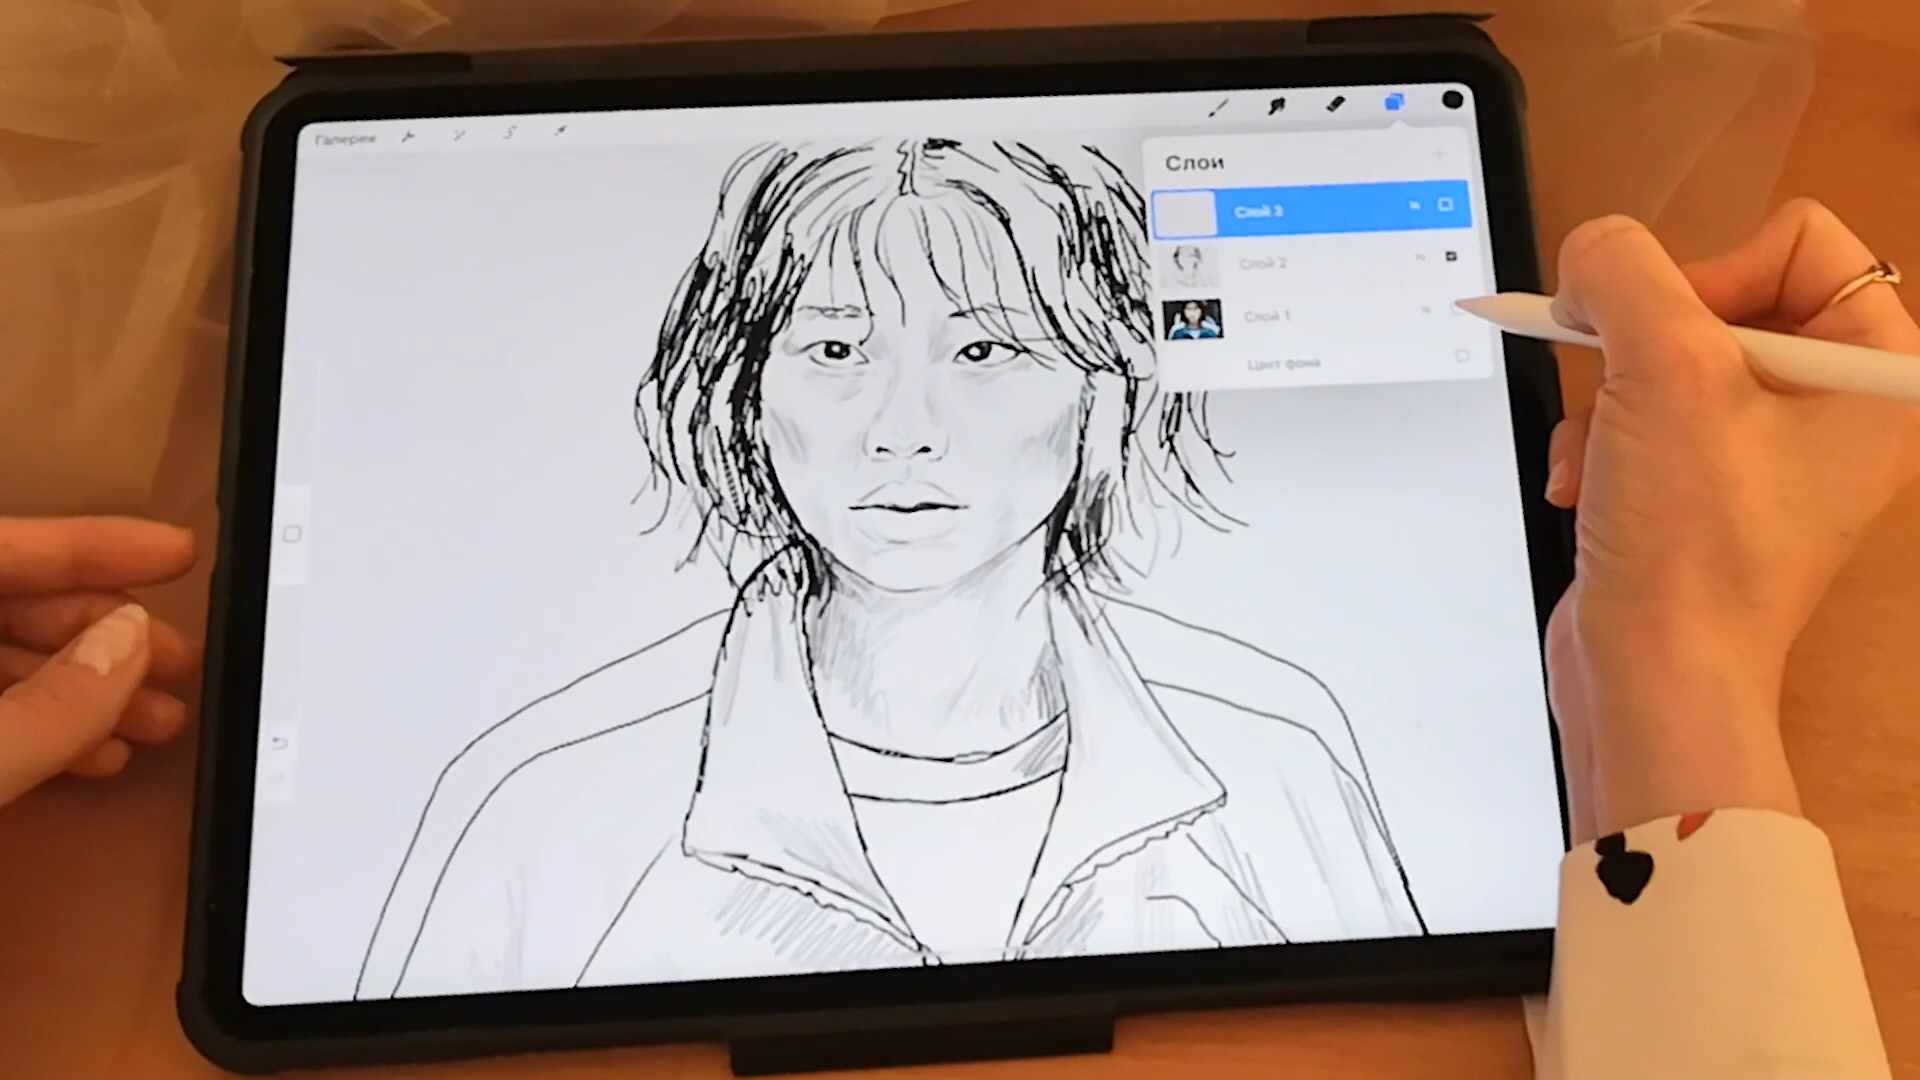 Галерея
Слои
Слой 3
N
Слой 2
N
Слой 1
N
Цвет фона